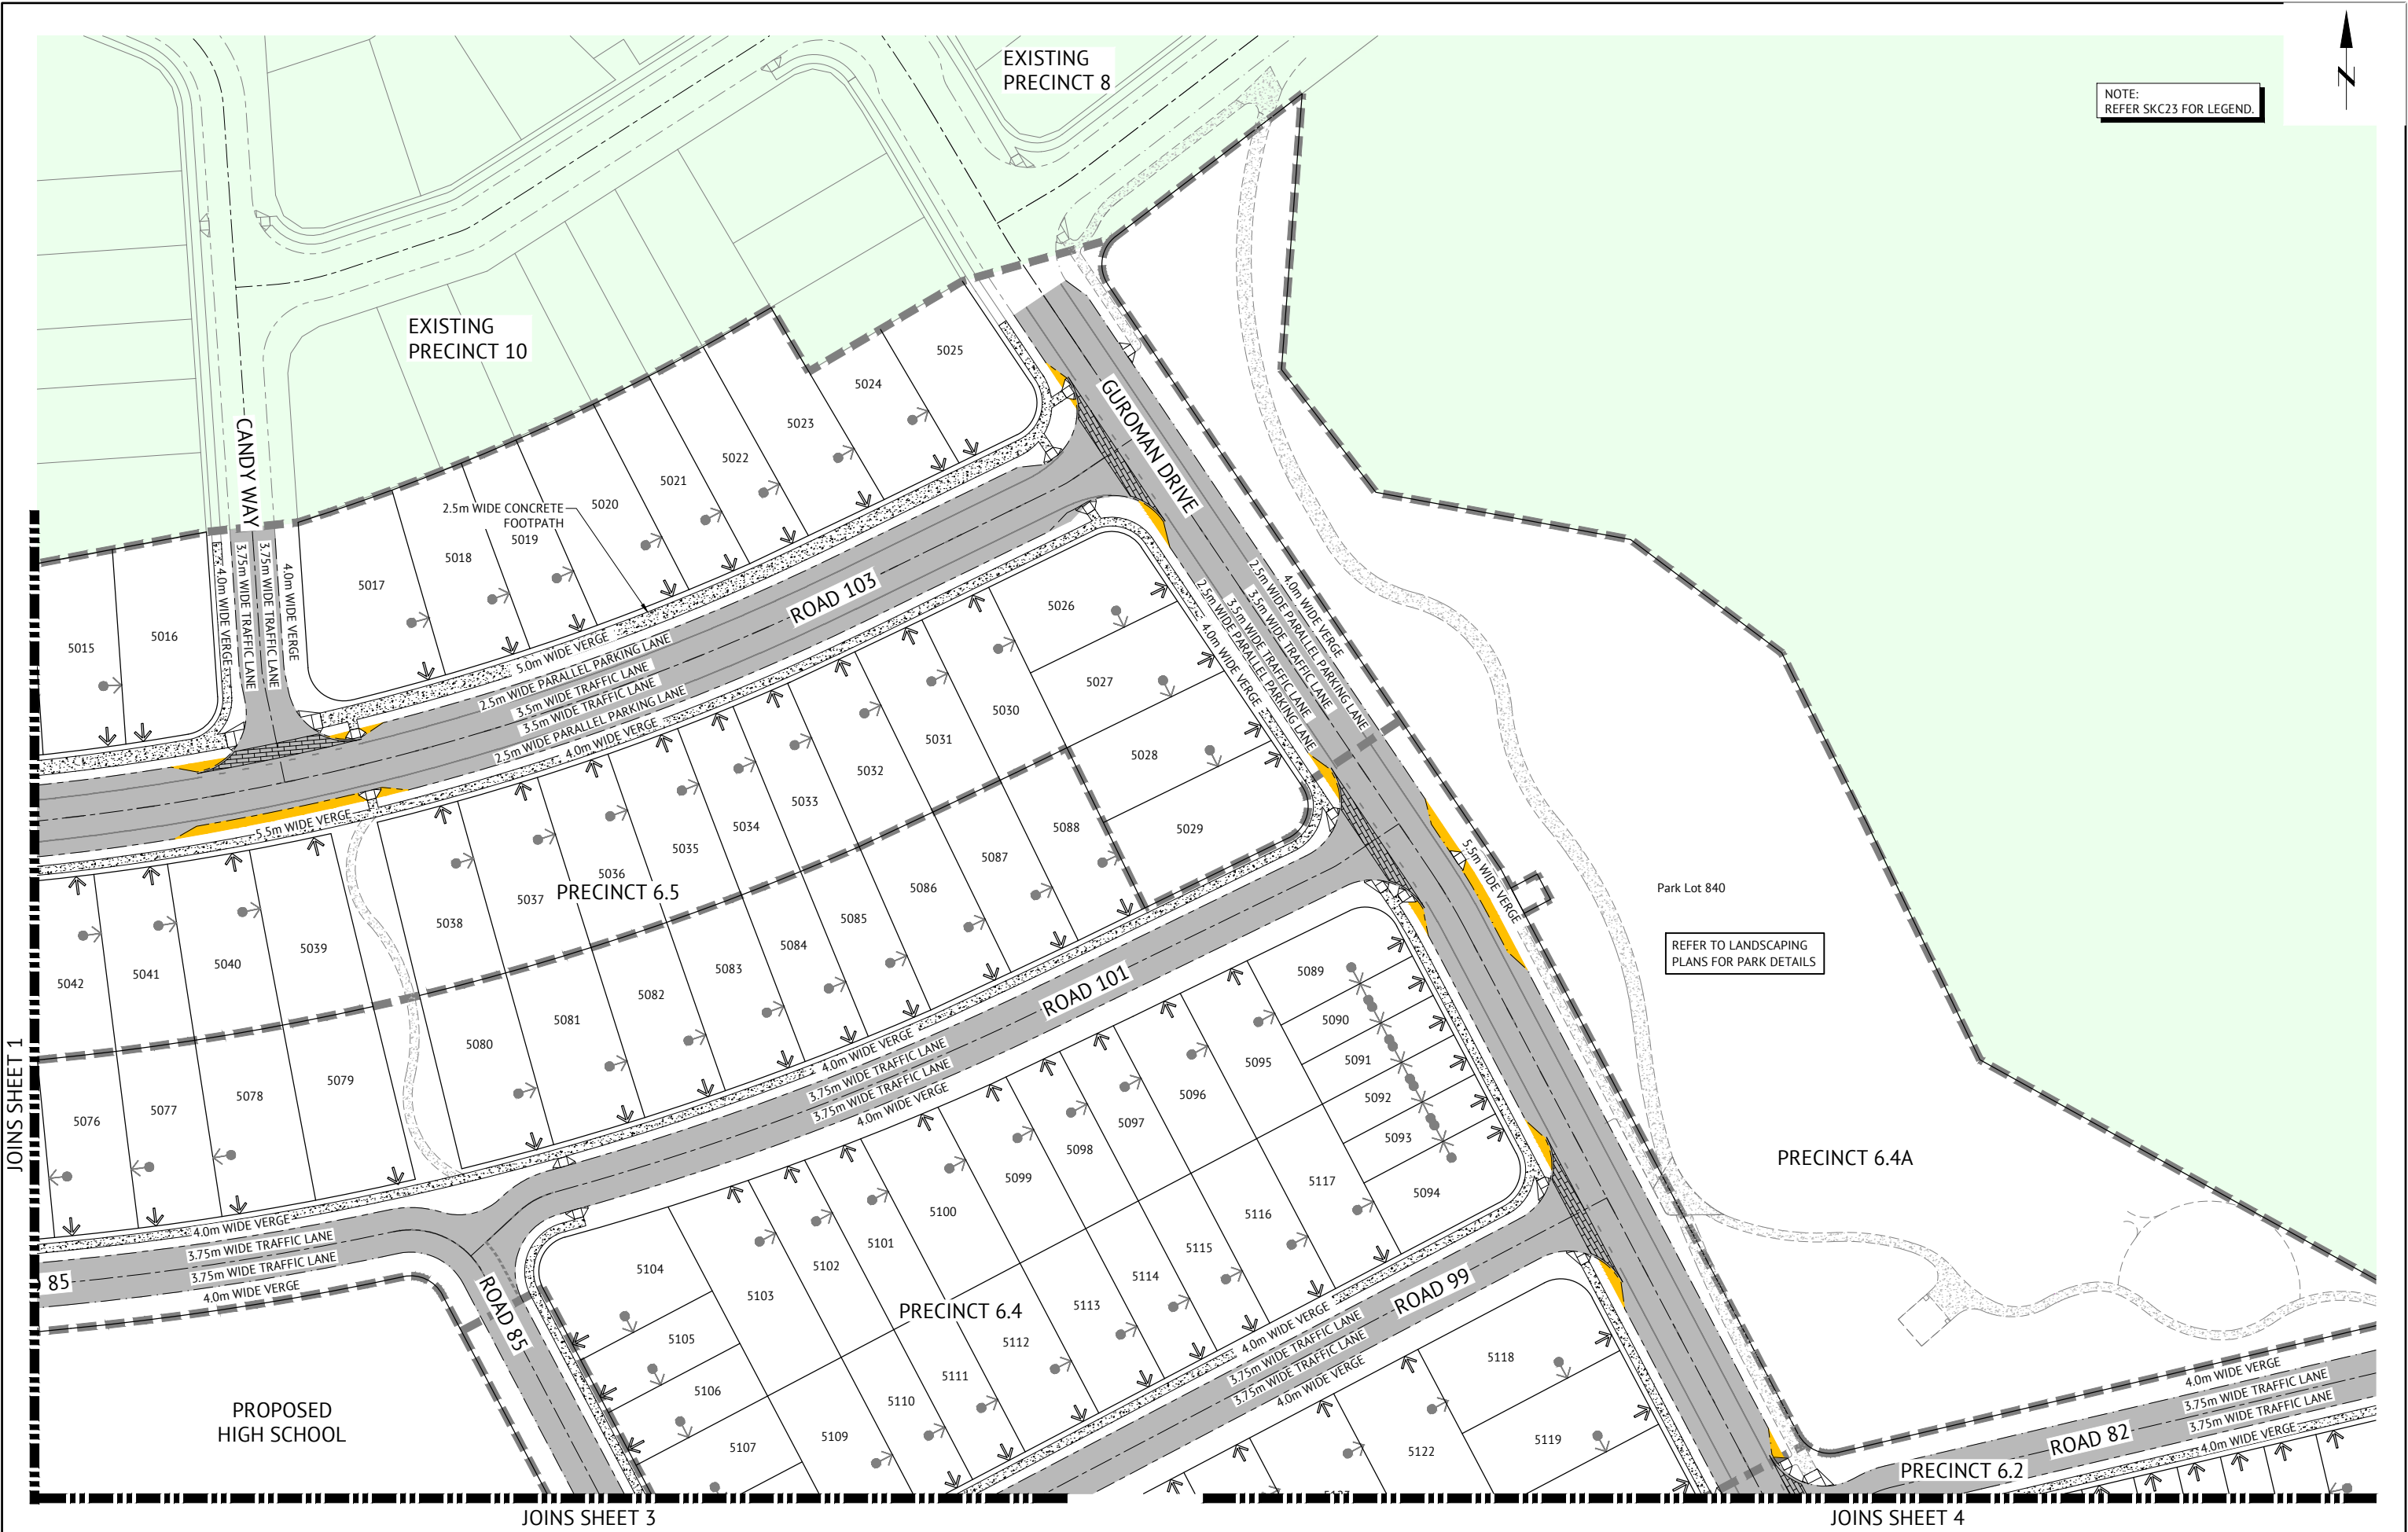 EXISTING
PRECINCT 8
NOTE:
REFER SKC23 FOR LEGEND.
N
EXISTING
PRECINCT 10
5025
5024
5023
5022
5021
5020
2.5m WIDE CONCRETE
FOOTPATH
5019
5018
5017
5016
5015
CANDY WAY
4.0m WIDE VERGE
3.75m WIDE TRAFFIC LANE
3.75m WIDE TRAFFIC LANE
4.0m WIDE VERGE
GUROMAN DRIVE
ROAD 103
5.0m WIDE VERGE
2.5m WIDE PARALLEL PARKING LANE
3.5m WIDE TRAFFIC LANE
3.5m WIDE TRAFFIC LANE
2.5m WIDE PARALLEL PARKING LANE
4.0m WIDE VERGE
5.5m WIDE VERGE
4.0m WIDE VERGE
2.5m WIDE PARALLEL PARKING LANE
3.5m WIDE TRAFFIC LANE
3.5m WIDE TRAFFIC LANE
2.5m WIDE PARALLEL PARKING LANE
4.0m WIDE VERGE
5026
5027
5028
5029
5030
5031
5032
5033
5034
5035
5036
PRECINCT 6.5
5037
5038
5039
5040
5041
5042
5088
5087
5086
5085
5084
5083
5082
5081
5080
5079
5078
5077
5076
5.5m WIDE VERGE
Park Lot 840
REFER TO LANDSCAPING
PLANS FOR PARK DETAILS
ROAD 101
4.0m WIDE VERGE
3.75m WIDE TRAFFIC LANE
3.75m WIDE TRAFFIC LANE
4.0m WIDE VERGE
5089
5090
5091
5092
5093
5094
5095
5096
5097
5098
5099
5100
5101
5102
5103
5104
5105
5106
5107
5109
5110
5111
5112
5113
5114
5115
5116
5117
PRECINCT 6.4
PRECINCT 6.4A
JOINS SHEET 1
4.0m WIDE VERGE
3.75m WIDE TRAFFIC LANE
3.75m WIDE TRAFFIC LANE
4.0m WIDE VERGE
85
ROAD 85
PROPOSED
HIGH SCHOOL
ROAD 99
4.0m WIDE VERGE
3.75m WIDE TRAFFIC LANE
3.75m WIDE TRAFFIC LANE
4.0m WIDE VERGE
5118
5119
5122
4.0m WIDE VERGE
3.75m WIDE TRAFFIC LANE
3.75m WIDE TRAFFIC LANE
4.0m WIDE VERGE
ROAD 82
PRECINCT 6.2
JOINS SHEET 3
JOINS SHEET 4